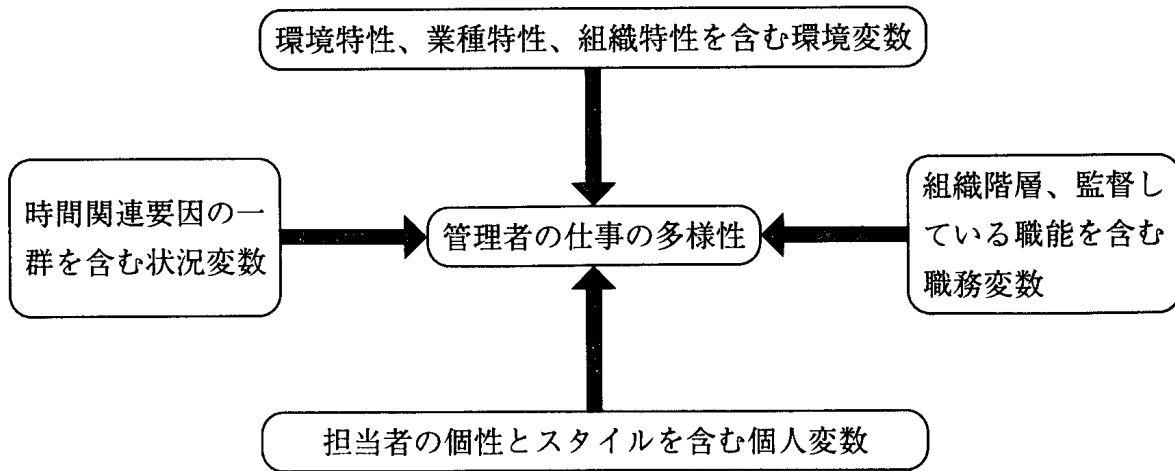 環境特性、業種特性、組織特性を含む環境変数
時間関連要因の一
群を含む状況変数
管理者の仕事の多様性
組織階層、監督し
ている職能を含む
職務変数
担当者の個性とスタイルを含む個人変数